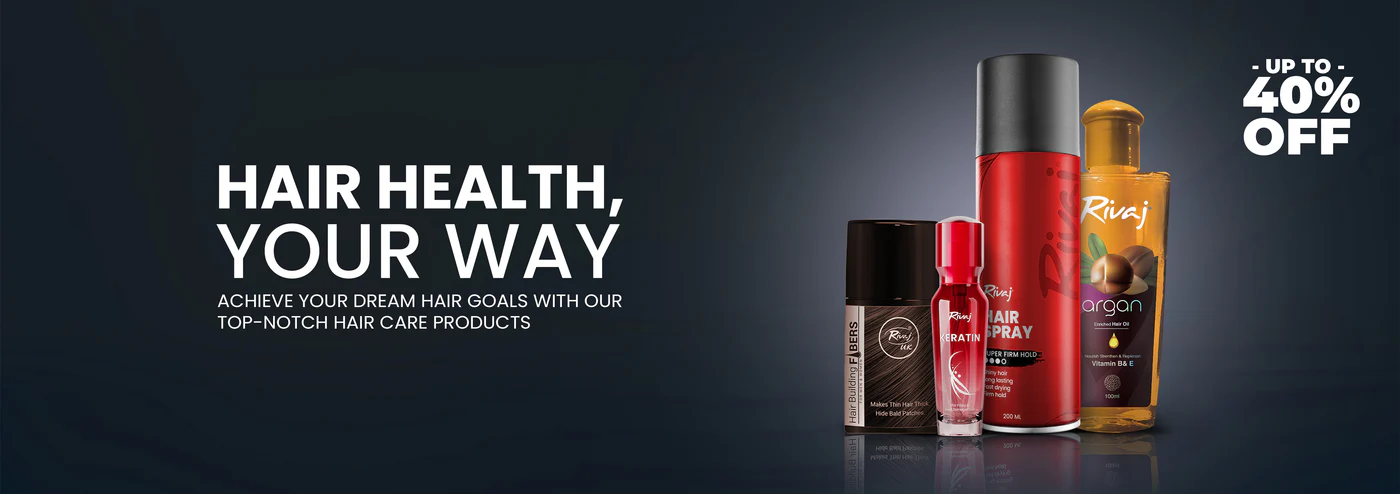 HAIR HEALTH,
YOUR WAY
ACHIEVE YOUR DREAM HAIR GOALS WITH OUR
TOP-NOTCH HAIR CARE PRODUCTS
- UP TO -
40%
OFF
Hair Building FIBERS
Rivaj
UK
Makes Thin Hair Thick
Hide Bald Patches
Rivaj
KERATIN
Rivaj
Rivaj
HAIR
SPRAY
SUPER FIRM HOLD
shiny hair
long lasting
fast drying
firm hold
200 ML
Rivaj
argan
Enriched Hair Oil
Vitamin B& E
100ml